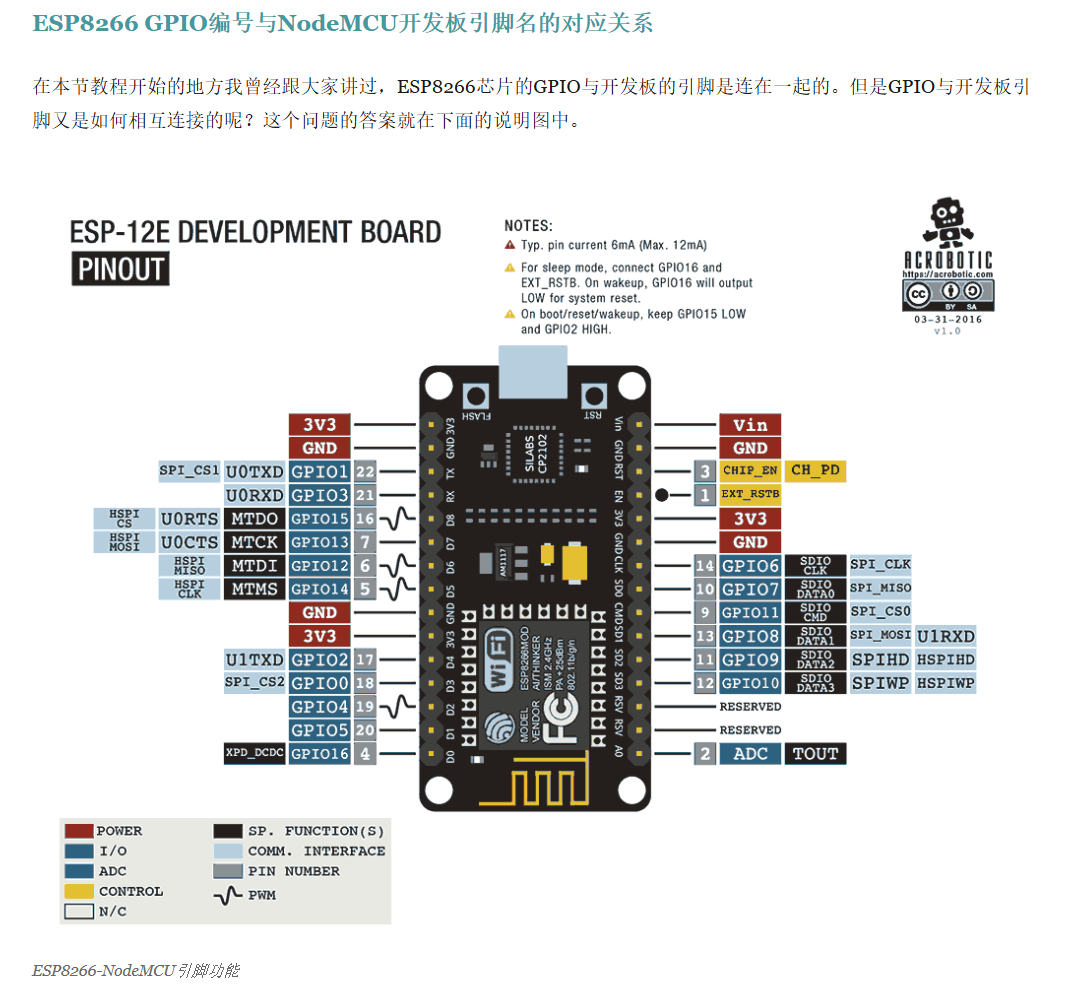 ESP8266 GPIO编号与NodeMCU开发板引脚名的对应关系
在本节教程开始的地方我曾经跟大家讲过，ESP8266芯片的GPIO与开发板的引脚是连在一起的。但是GPIO与开发板引
脚又是如何相互连接的呢？这个问题的答案就在下面的说明图中。
ESP-12E DEVELOPMENT BOARD
PINOUT
NOTES:
Typ. pin current 6mA (Max. 12mA)
For sleep mode, connect GPIO16 and
EXT_RSTB. On wakeup, GPIO16 will output
LOW for system reset.
On boot/reset/wakeup, keep GPIO15 LOW
and GPIO2 HIGH.
ACROBOTIC
https://acrobotic.com
CC BY SA
03-31-2016
v1.0
FLASH RST
SILABS
CP2102
AM1117
3V3 3V3 Vin Vin
GND GND GND GND
SPI_CS1 U0TXD GPIO1 22 TX RST 3 CHIP_EN CH_PD
U0RXD GPIO3 21 RX EN 1 EXT_RSTB
HSPI CS U0RTS MTDO GPIO15 16 D8 3V3 3V3
HSPI MOSI U0CTS MTCK GPIO13 7 D7 GND GND
HSPI MISO MTDI GPIO12 6 D6 CLK 14 GPIO6 SDIO CLK SPI_CLK
HSPI CLK MTMS GPIO14 5 D5 SD0 10 GPIO7 SDIO DATA0 SPI_MISO
GND GND CMD 9 GPIO11 SDIO CMD SPI_CS0
3V3 3V3 SD1 13 GPIO8 SDIO DATA1 SPI_MOSI U1RXD
U1TXD GPIO2 17 D4 SD2 11 GPIO9 SDIO DATA2 SPIHD HSPIHD
SPI_CS2 GPIO0 18 D3 SD3 12 GPIO10 SDIO DATA3 SPIWP HSPIWP
GPIO4 19 D2 RSV RESERVED
GPIO5 20 D1 RSV RESERVED
XPD_DCDC GPIO16 4 D0 A0 2 ADC TOUT
WiFi
MODEL ESP8266MOD
VENDOR AI/THINKER
ISM 2.4GHz
PA +25dBm
802.11b/g/n
FC
POWER
I/O
ADC
CONTROL
N/C
SP. FUNCTION(S)
COMM. INTERFACE
PIN NUMBER
PWM
ESP8266-NodeMCU引脚功能